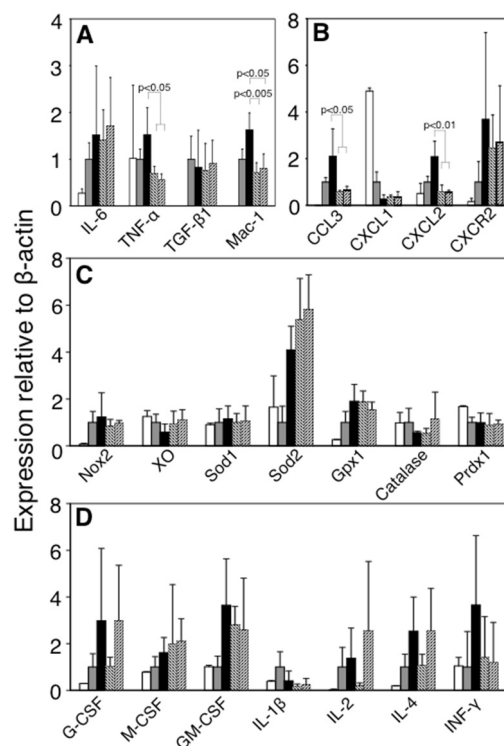 Expression relative to β-actin
A
3
2
1
0
p<0.05
p<0.05
p<0.005
IL-6
TNF-α
TGF-β1
Mac-1
B
8
6
4
2
0
p<0.05
p<0.01
CCL3
CXCL1
CXCL2
CXCR2
C
8
6
4
2
0
Nox2
XO
Sod1
Sod2
Gpx1
Catalase
Prdx1
D
8
6
4
2
0
G-CSF
M-CSF
GM-CSF
IL-1β
IL-2
IL-4
INF-γ